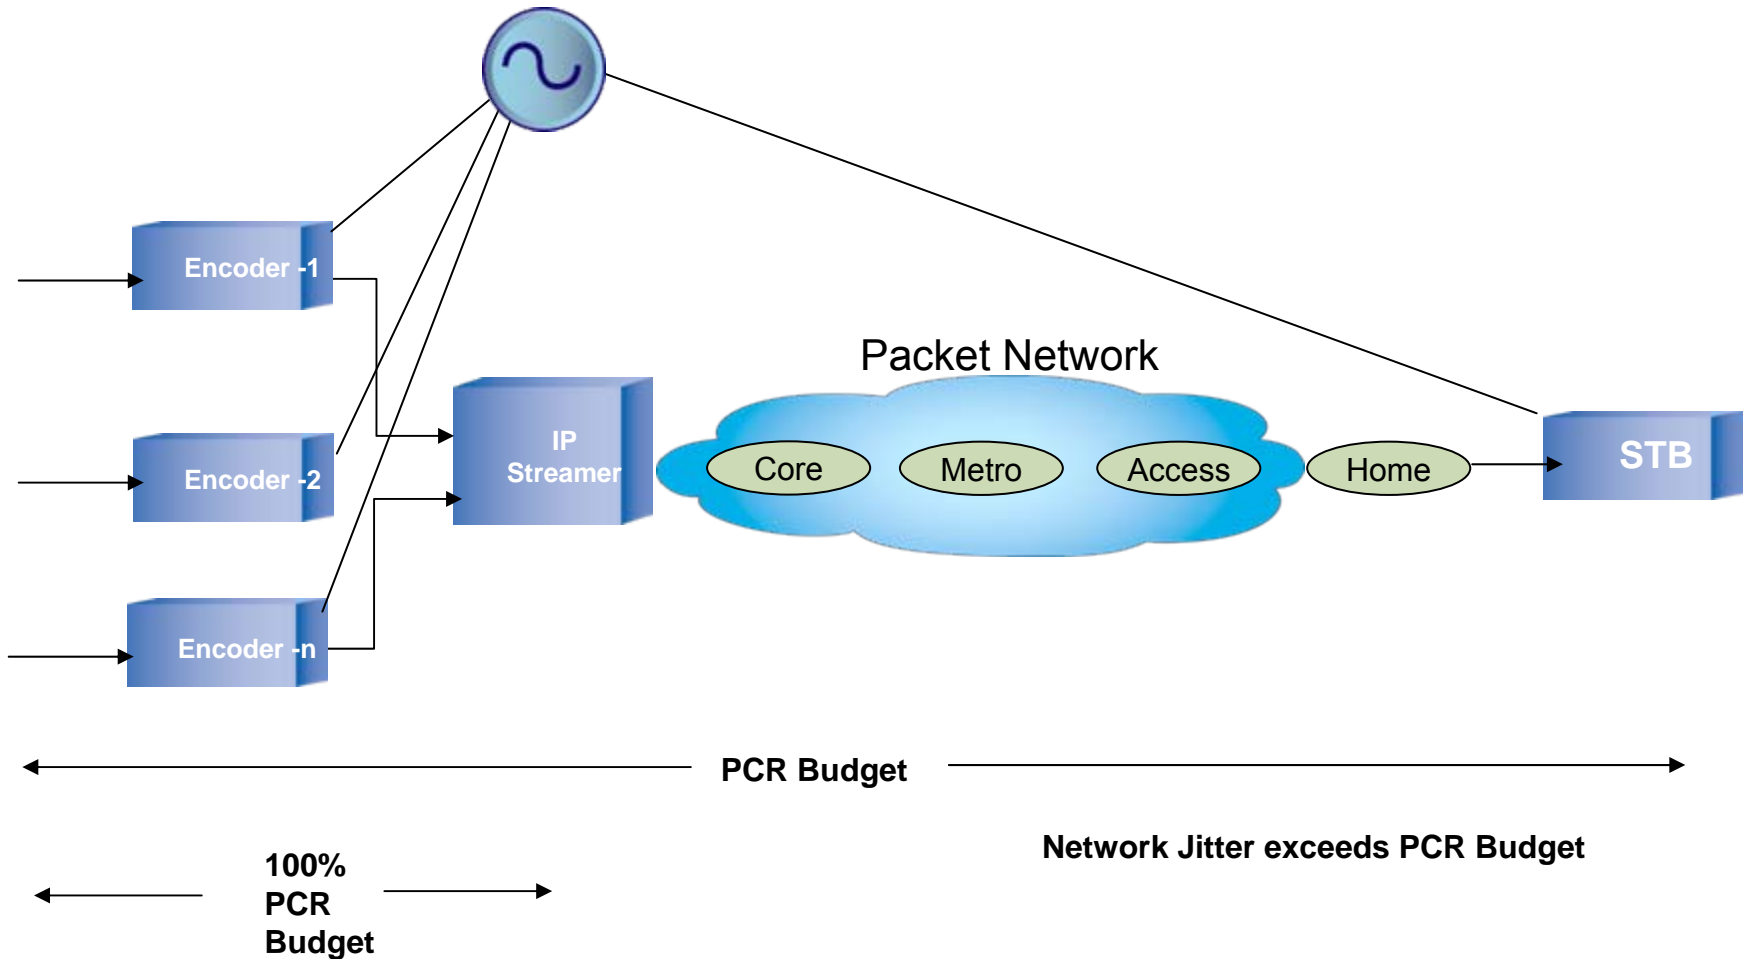 Encoder -1
Packet Network
IP
Streamer
Core
Metro
Access
Home
STB
Encoder -2
Encoder -n
PCR Budget
Network Jitter exceeds PCR Budget
100%
PCR
Budget